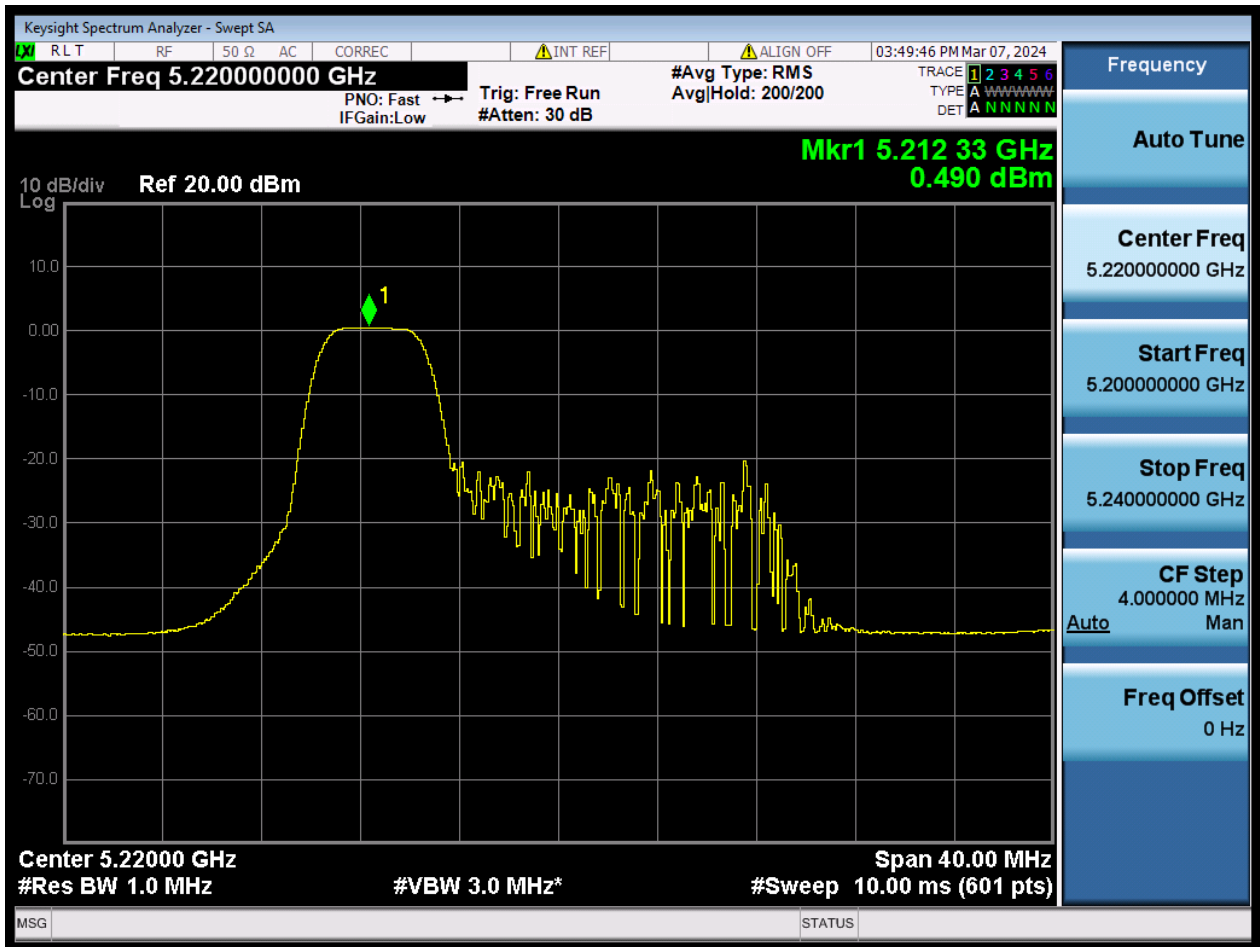 Keysight Spectrum Analyzer - Swept SA
LXI RLT RF 50 Ω AC CORREC INT REF ALIGN OFF 03:49:46 PM Mar 07, 2024
Center Freq 5.220000000 GHz
PNO: Fast
IFGain:Low
Trig: Free Run
#Atten: 30 dB
#Avg Type: RMS
Avg|Hold: 200/200
TRACE 1 2 3 4 5 6
TYPE A WWWWW
DET A N N N N N
Mkr1 5.212 33 GHz
0.490 dBm
10 dB/div Ref 20.00 dBm
Log
1
10.0
0.00
-10.0
-20.0
-30.0
-40.0
-50.0
-60.0
-70.0
Center 5.22000 GHz Span 40.00 MHz
#Res BW 1.0 MHz #VBW 3.0 MHz* #Sweep 10.00 ms (601 pts)
MSG STATUS
Frequency
Auto Tune
Center Freq
5.220000000 GHz
Start Freq
5.200000000 GHz
Stop Freq
5.240000000 GHz
CF Step
4.000000 MHz
Auto Man
Freq Offset
0 Hz